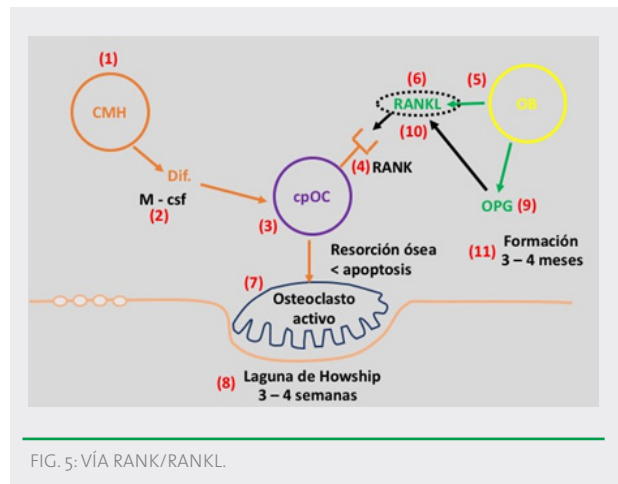 (1)
CMH
Dif.
M - csf
(2)
(3)
cpOC
(4) RANK
(5)
OB
(6)
RANKL
(10)
OPG (9)
(11) Formación
3 – 4 meses
Resorción ósea
< apoptosis
(7)
Osteoclasto
activo
(8) Laguna de Howship
3 – 4 semanas
FIG. 5: VÍA RANK/RANKL.